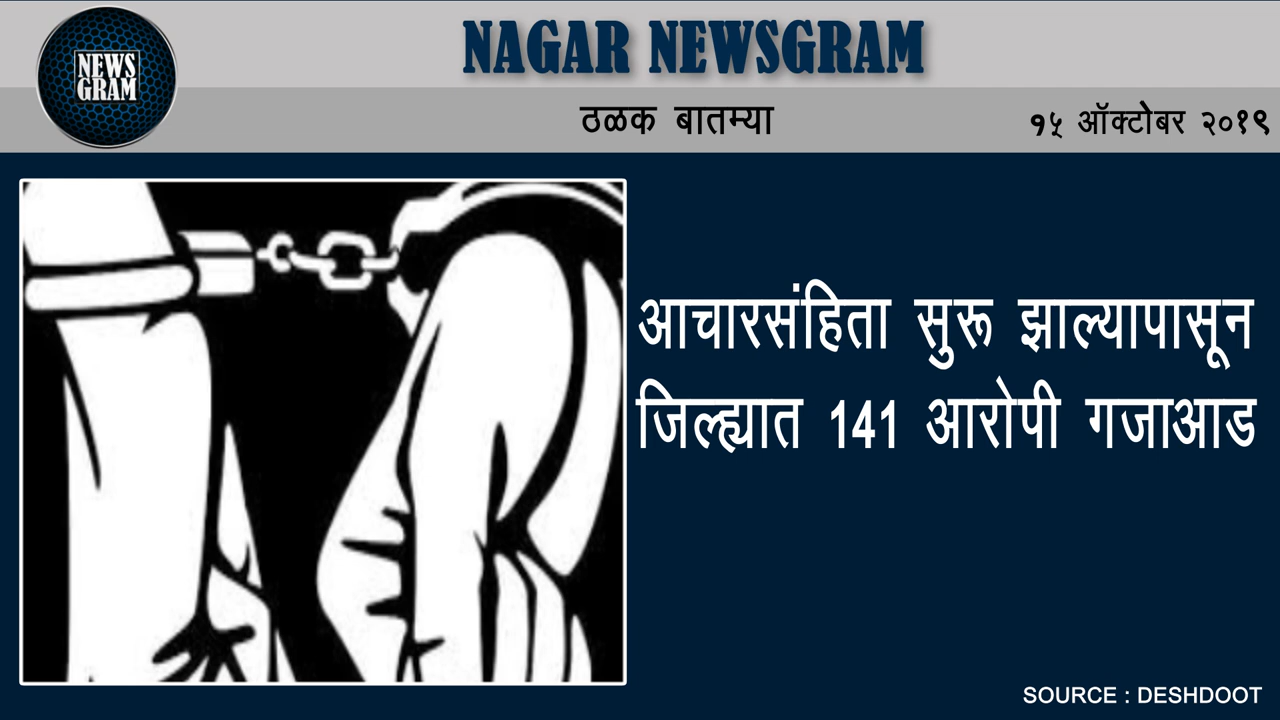 NEWS
GRAM
NAGAR NEWSGRAM
ठळक बातम्या
१५ ऑक्टोबर २०१९
आचारसंहिता सुरू झाल्यापासून
जिल्ह्यात 141 आरोपी गजाआड
SOURCE : DESHDOOT